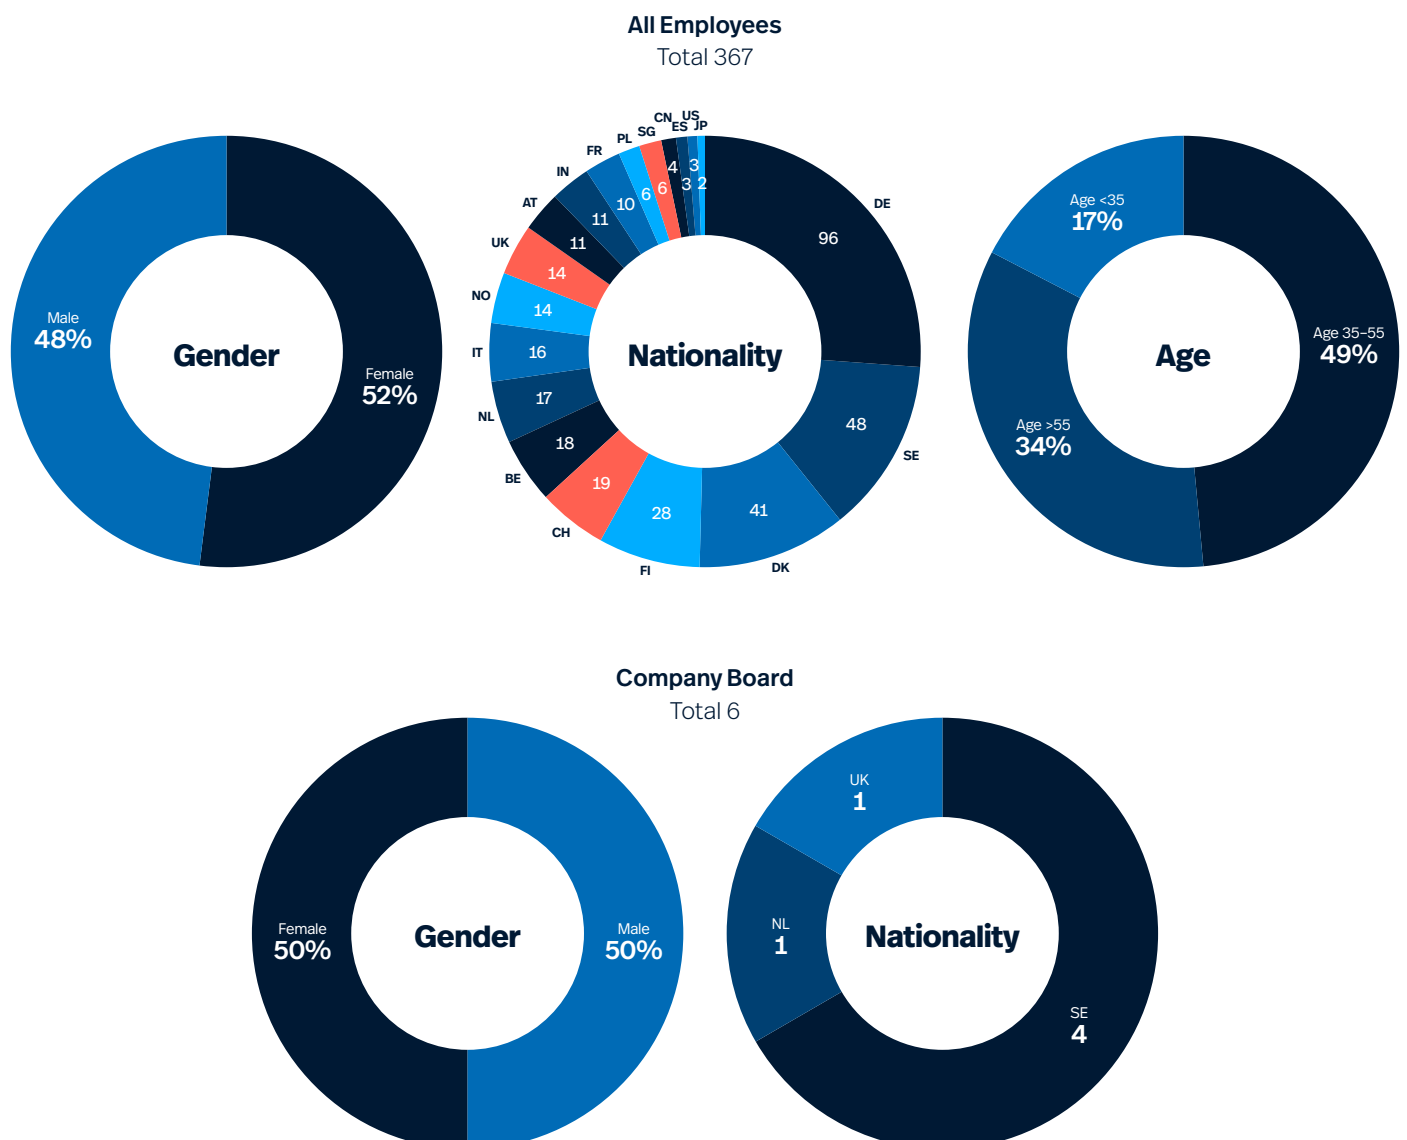 All Employees
Total 367
Male
48%
Female
52%
Gender
CN
US
ES
JP
SG
PL
FR
IN
AT
UK
NO
IT
NL
BE
CH
FI
DK
SE
DE
96
48
41
28
19
18
17
16
14
14
11
11
10
6
6
4
3
3
2
Nationality
Age <35
17%
Age 35–55
49%
Age >55
34%
Age
Company Board
Total 6
Female
50%
Male
50%
Gender
UK
1
NL
1
SE
4
Nationality